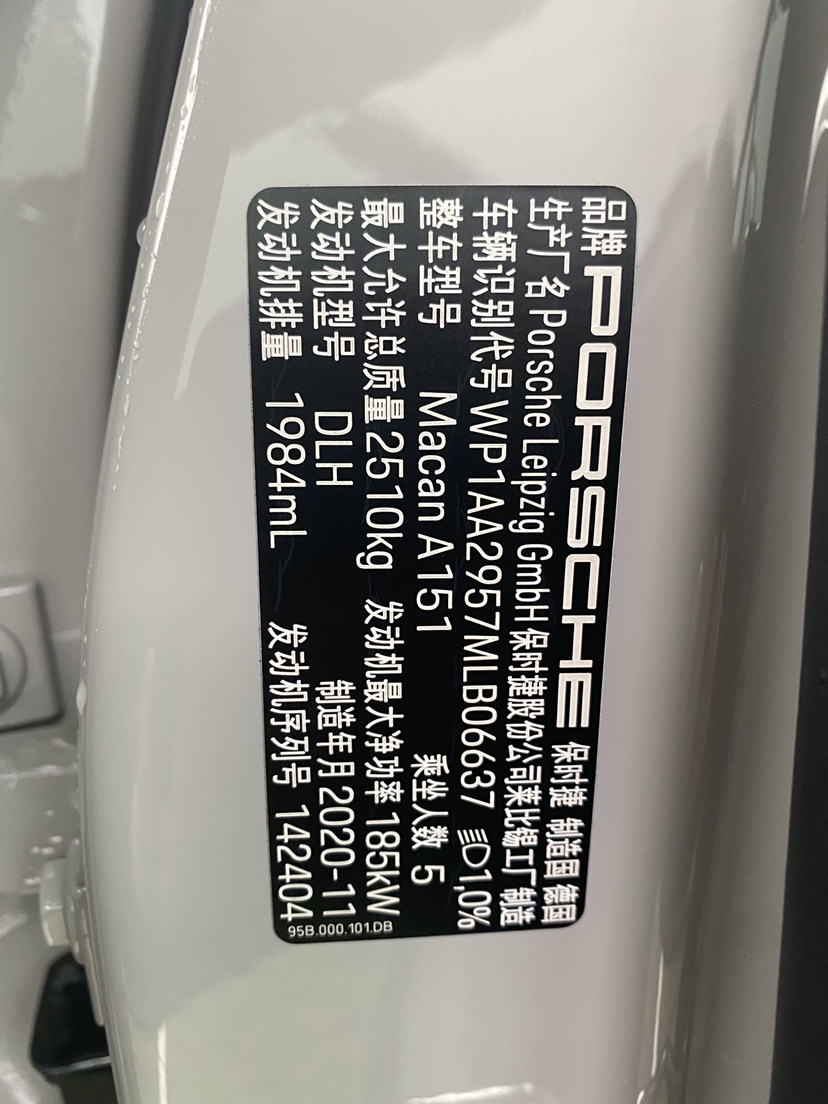 品牌 PORSCHE 保时捷 制造国 德国
生产厂名 Porsche Leipzig GmbH 保时捷股份公司莱比锡工厂 制造
车辆识别代号 WP1AA2957MLB06637 1,0%
整车型号 Macan A151 乘坐人数 5
最大允许总质量 2510kg 发动机最大净功率 185kW
发动机型号 DLH 制造年月 2020-11
发动机排量 1984mL 发动机序列号 142404
95B.000.101.DB